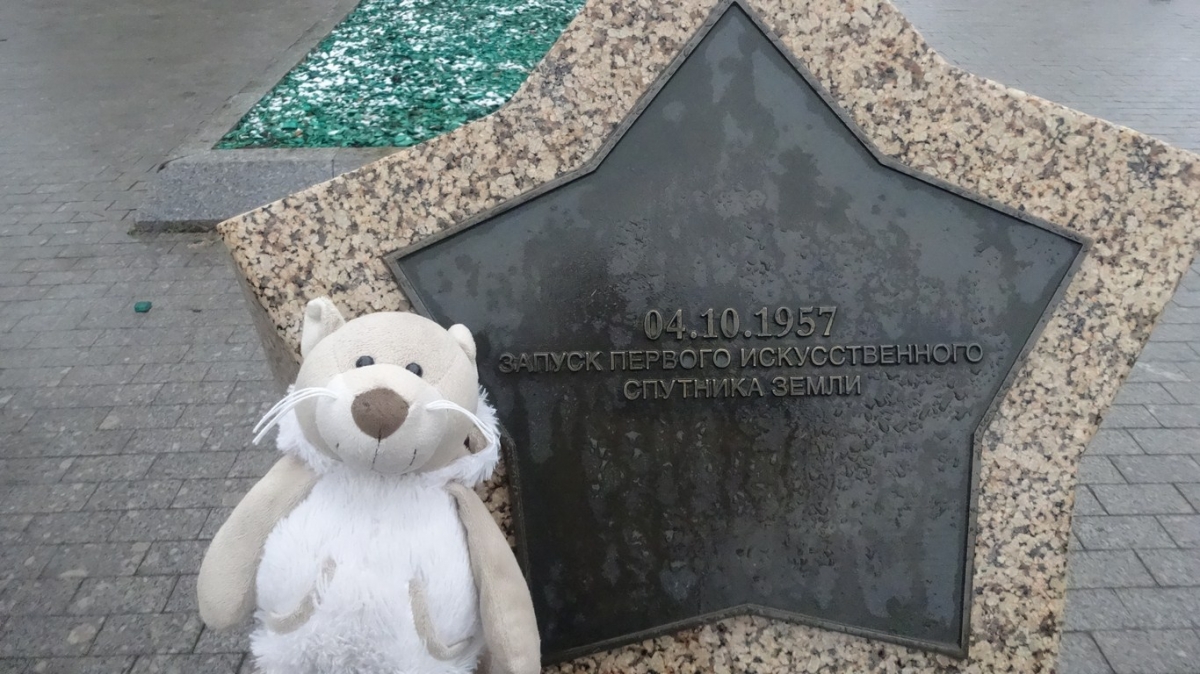 04.10.1957
ЗАПУСК ПЕРВОГО ИСКУССТВЕННОГО
СПУТНИКА ЗЕМЛИ